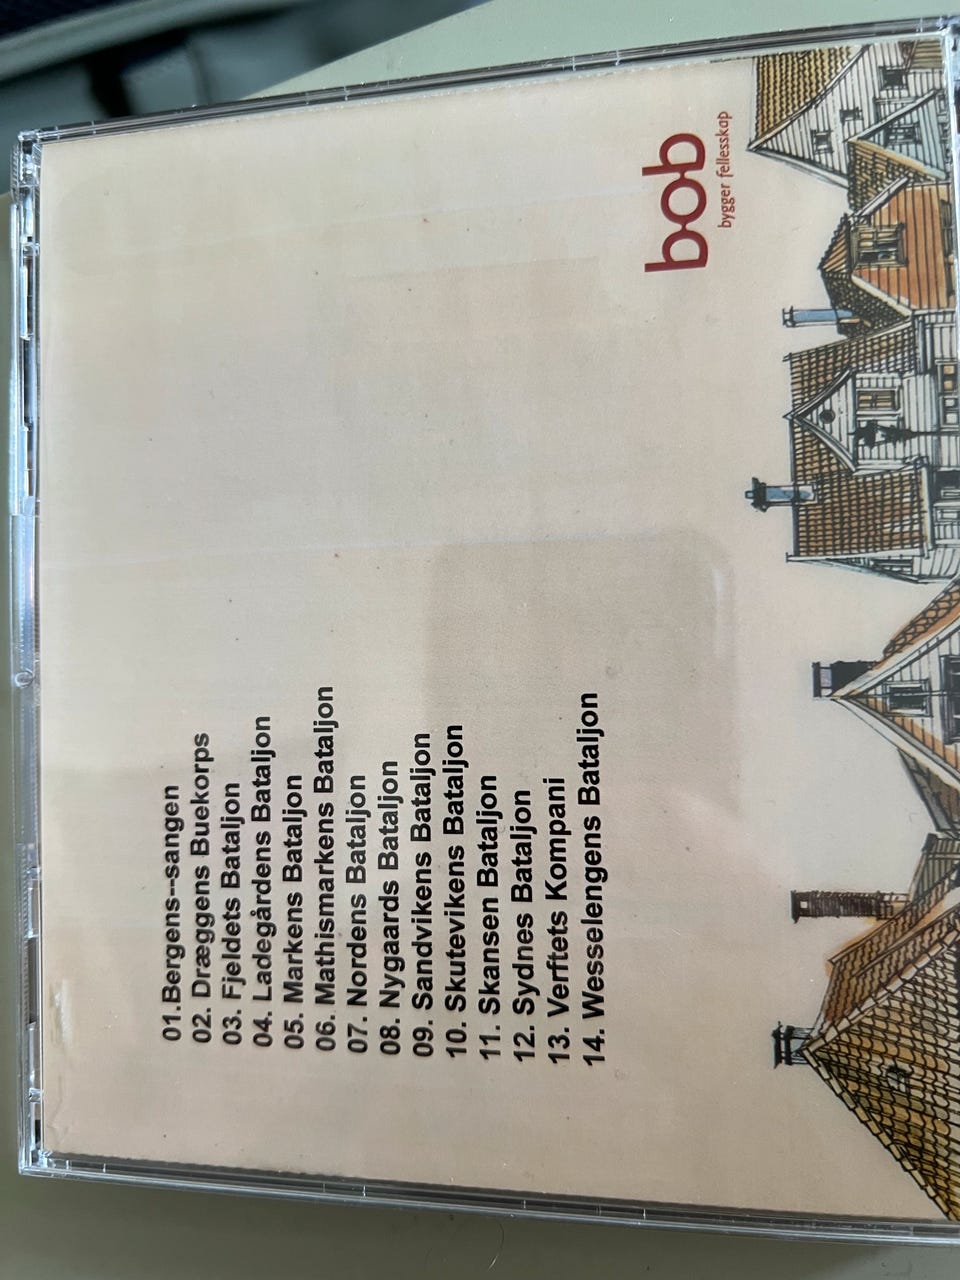 01.Bergens--sangen
02. Dræggens Buekorps
03. Fjeldets Bataljon
04. Ladegårdens Bataljon
05. Markens Bataljon
06. Mathismarkens Bataljon
07. Nordens Bataljon
08. Nygaards Bataljon
09. Sandvikens Bataljon
10. Skutevikens Bataljon
11. Skansen Bataljon
12. Sydnes Bataljon
13. Verftets Kompani
14. Wesselengens Bataljon
bob
bygger fellesskap